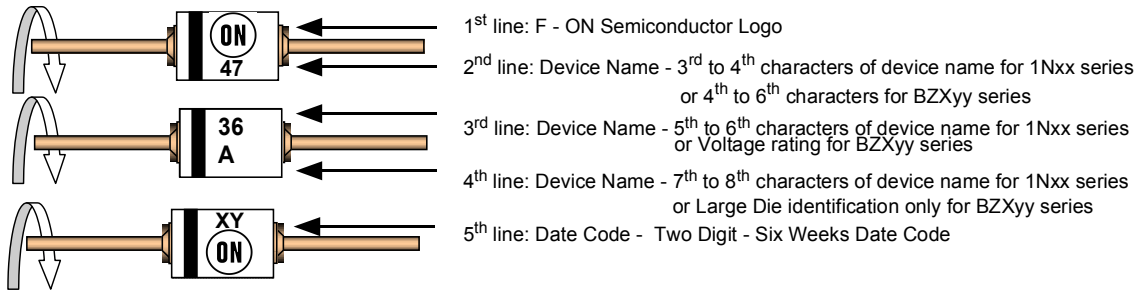 ON
47
36
A
XY
ON
1st line: F - ON Semiconductor Logo
2nd line: Device Name - 3rd to 4th characters of device name for 1Nxx series
or 4th to 6th characters for BZXyy series
3rd line: Device Name - 5th to 6th characters of device name for 1Nxx series
or Voltage rating for BZXyy series
4th line: Device Name - 7th to 8th characters of device name for 1Nxx series
or Large Die identification only for BZXyy series
5th line: Date Code - Two Digit - Six Weeks Date Code